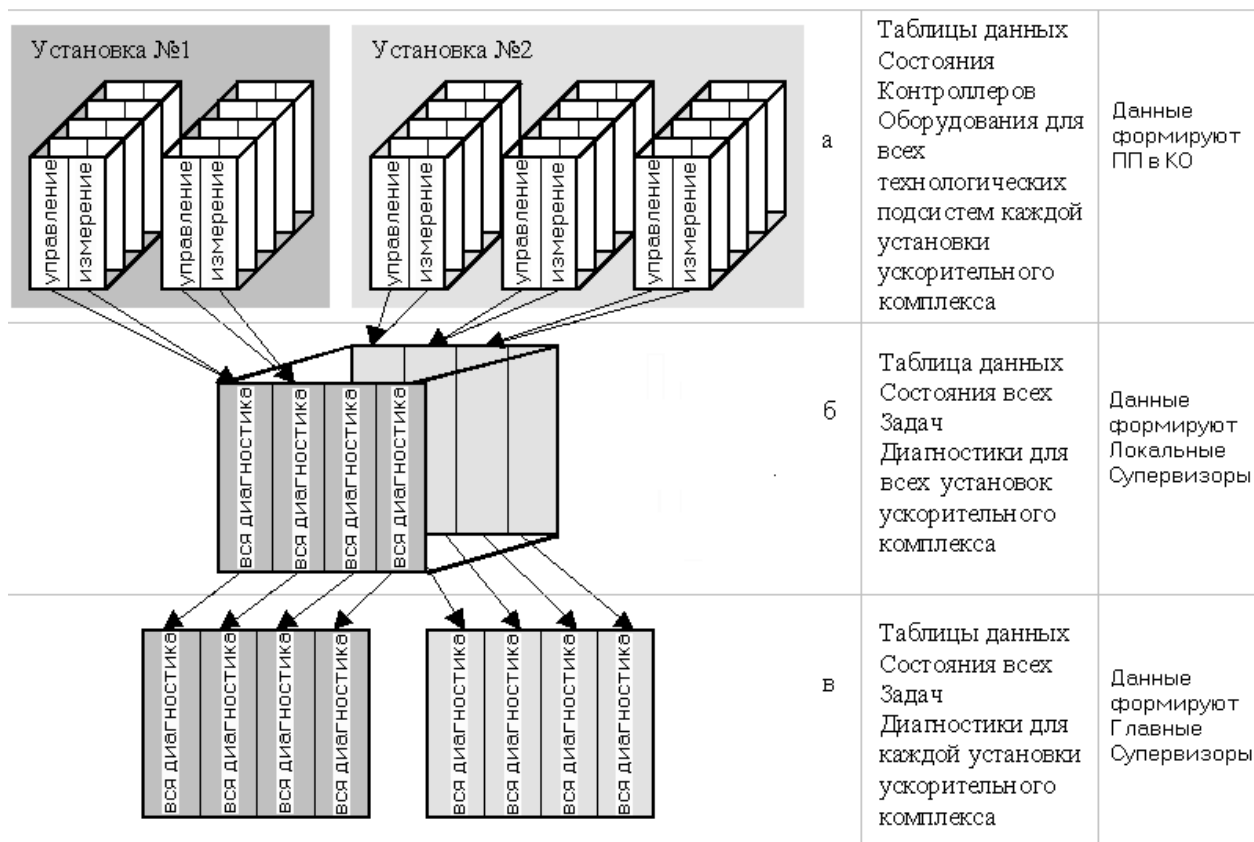 Установка №1
Установка №2
управление
измерение
управление
измерение
управление
измерение
управление
измерение
управление
измерение
а
Таблицы данных
Состояния
Контроллеров
Оборудования для
всех
технологических
подсистем каждой
установки
ускорительного
комплекса
Данные
формируют
ПП в КО
вся диагностика
вся диагностика
вся диагностика
вся диагностика
б
Таблица данных
Состояния всех
Задач
Диагностики для
всех установок
ускорительного
комплекса
Данные
формируют
Локальные
Супервизоры
вся диагностика
вся диагностика
вся диагностика
вся диагностика
вся диагностика
вся диагностика
вся диагностика
вся диагностика
в
Таблицы данных
Состояния всех
Задач
Диагностики для
каждой установки
ускорительного
комплекса
Данные
формируют
Главные
Супервизоры